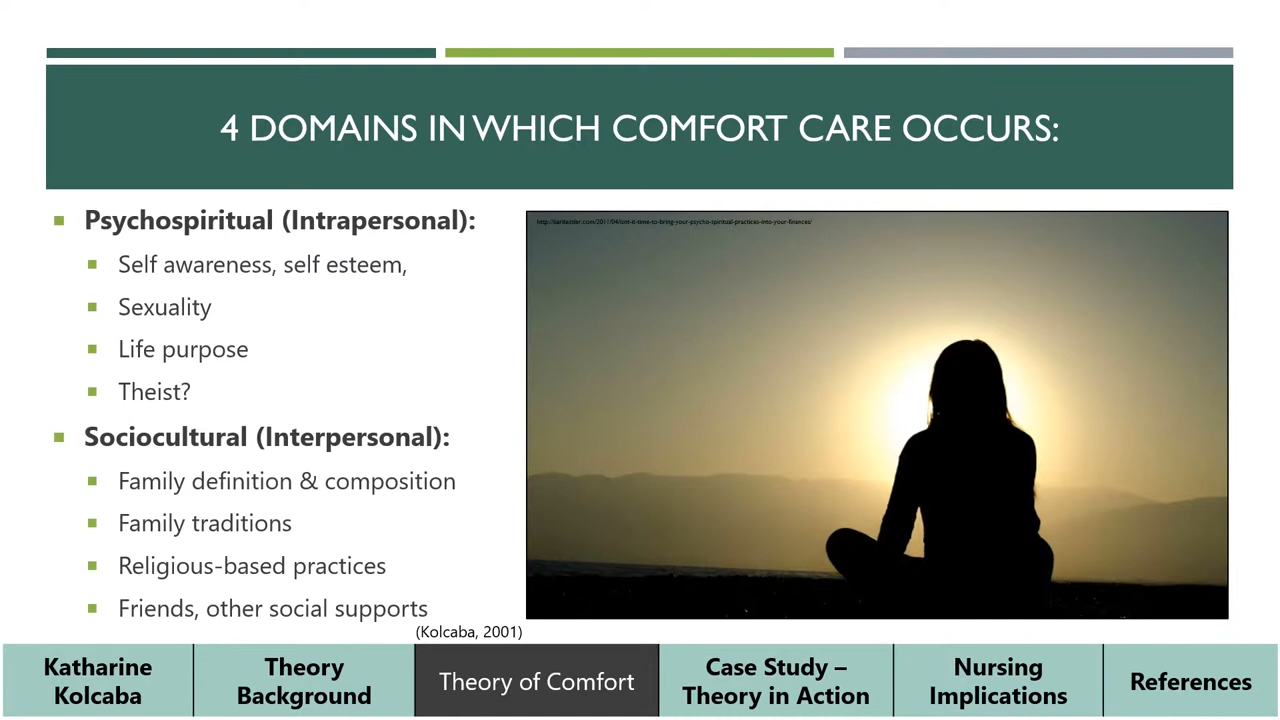 4 DOMAINS IN WHICH COMFORT CARE OCCURS:
Psychospiritual (Intrapersonal):
Self awareness, self esteem,
Sexuality
Life purpose
Theist?
Sociocultural (Interpersonal):
Family definition & composition
Family traditions
Religious-based practices
Friends, other social supports
(Kolcaba, 2001)
Katharine
Kolcaba
Theory
Background
Theory of Comfort
Case Study –
Theory in Action
Nursing
Implications
References